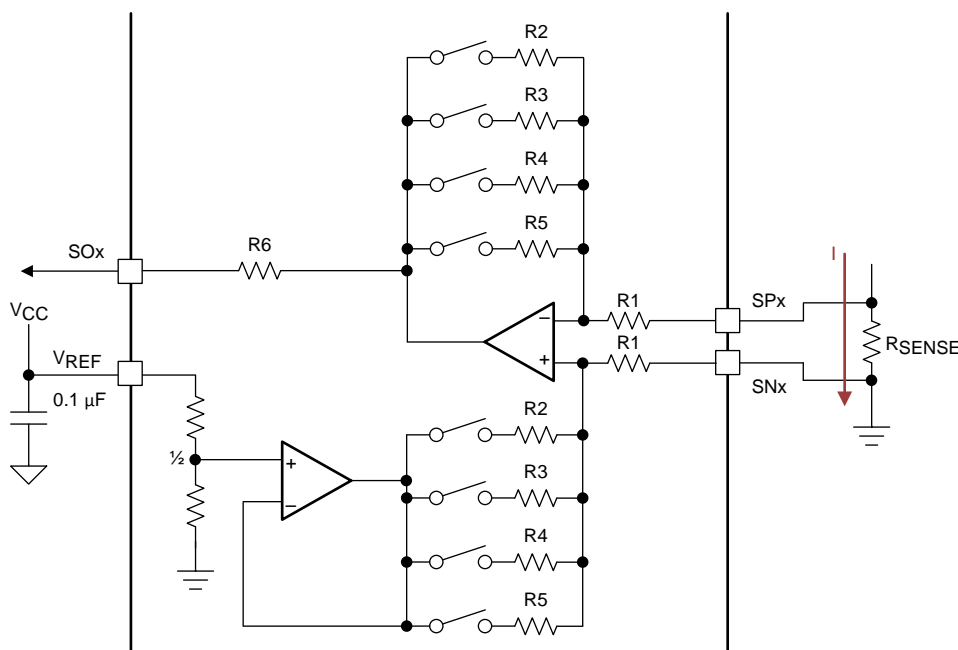 R2
R3
R4
R5
SOx
R6
I
VCC
R1
SPx
−
R1
RSENSE
VREF
+
SNx
0.1 µF
R2
½
+
R3
−
R4
R5